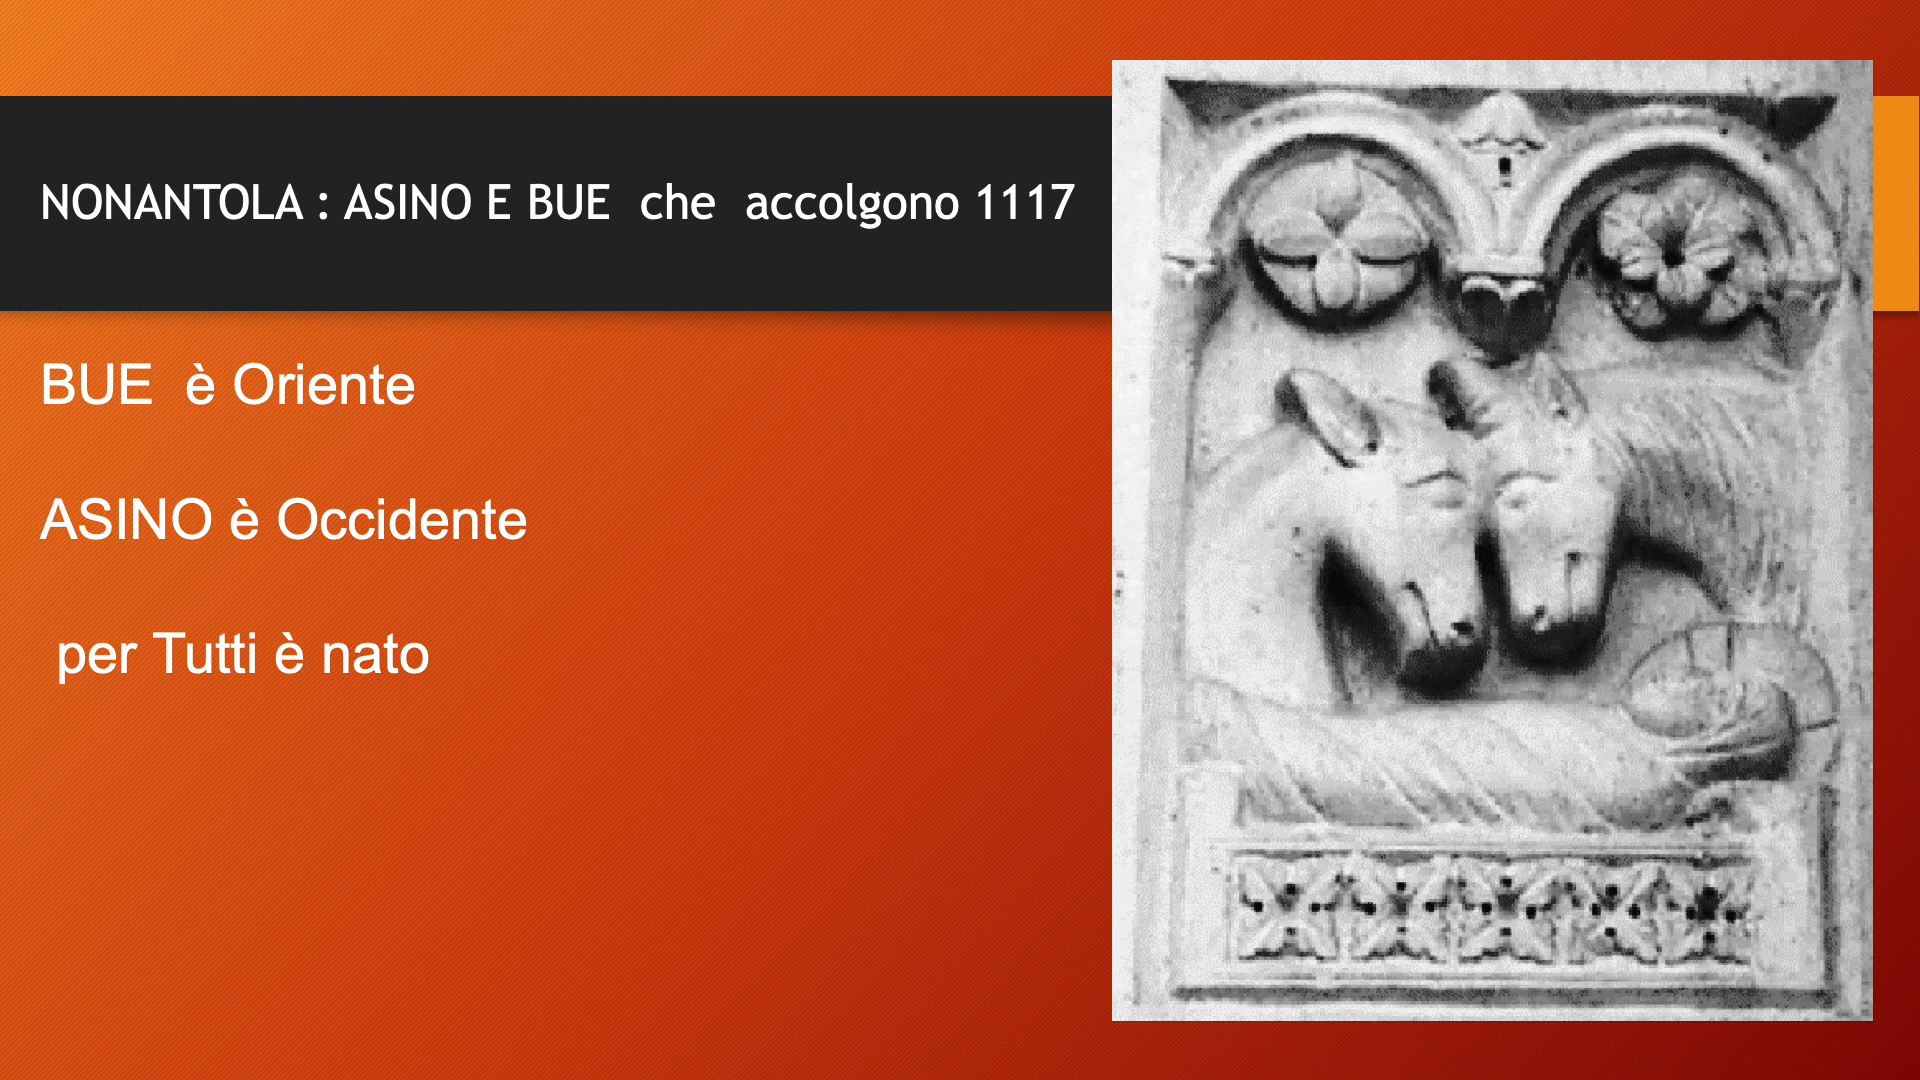 NONANTOLA : ASINO E BUE  che  accolgono 1117
BUE  è Oriente
ASINO è Occidente
per Tutti è nato